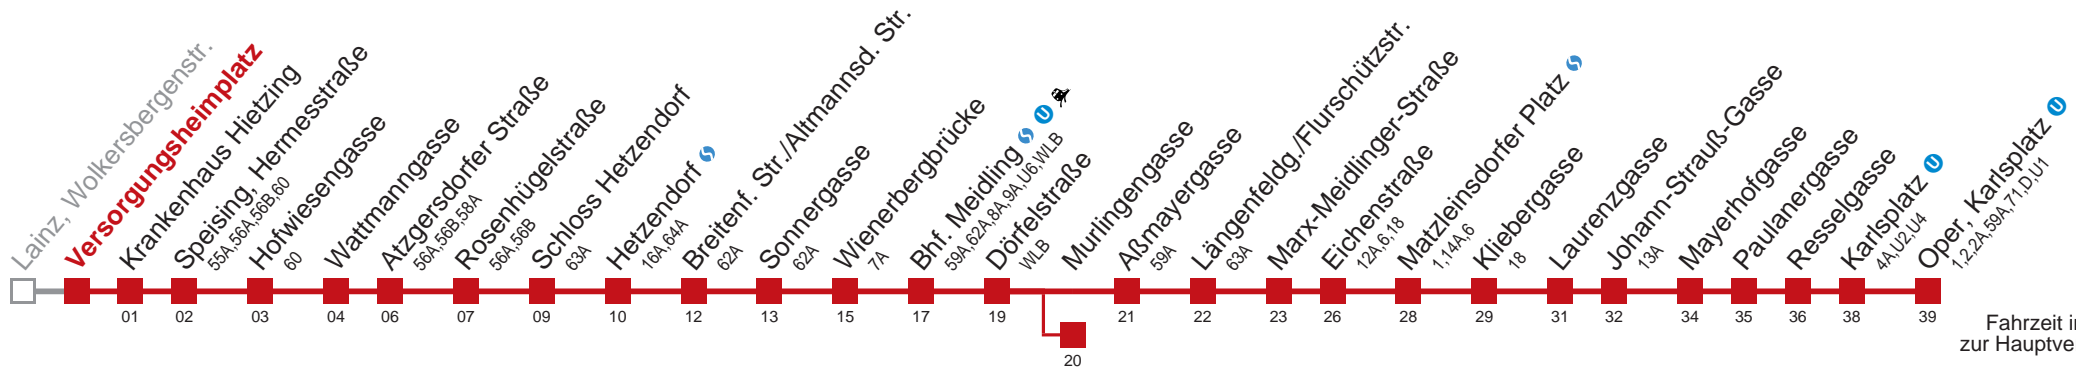 Lainz, Wolkersbergenstr.
Versorgungsheimplatz
Krankenhaus Hietzing
Speising, Hermesstraße
55A,56A,56B,60
Hofwiesengasse
60
Wattmanngasse
Atzgersdorfer Straße
56A,56B,58A
Rosenhügelstraße
56A,56B
Schloss Hetzendorf
63A
Hetzendorf S
16A,64A
Breitenf. Str./Altmannsd. Str.
62A
Sonnergasse
62A
Wienerbergbrücke
7A
Bhf. Meidling S U
59A,62A,8A,9A,U6,WLB
Dörfelstraße
WLB
Murlingengasse
Aßmayergasse
59A
Längenfeldg./Flurschützstr.
63A
Marx-Meidlinger-Straße
Eichenstraße
12A,6,18
Matzleinsdorfer Platz S
1,14A,6
Kliebergasse
18
Laurenzgasse
Johann-Strauß-Gasse
13A
Mayerhofgasse
Paulanergasse
Resselgasse
Karlsplatz U
4A,U2,U4
Oper, Karlsplatz U
1,2,2A,59A,71,D,U1
01 02 03 04 06 07 09 10 12 13 15 17 19 21 22 23 26 28 29 31 32 34 35 36 38 39
20
Fahrzeit i
zur Hauptve